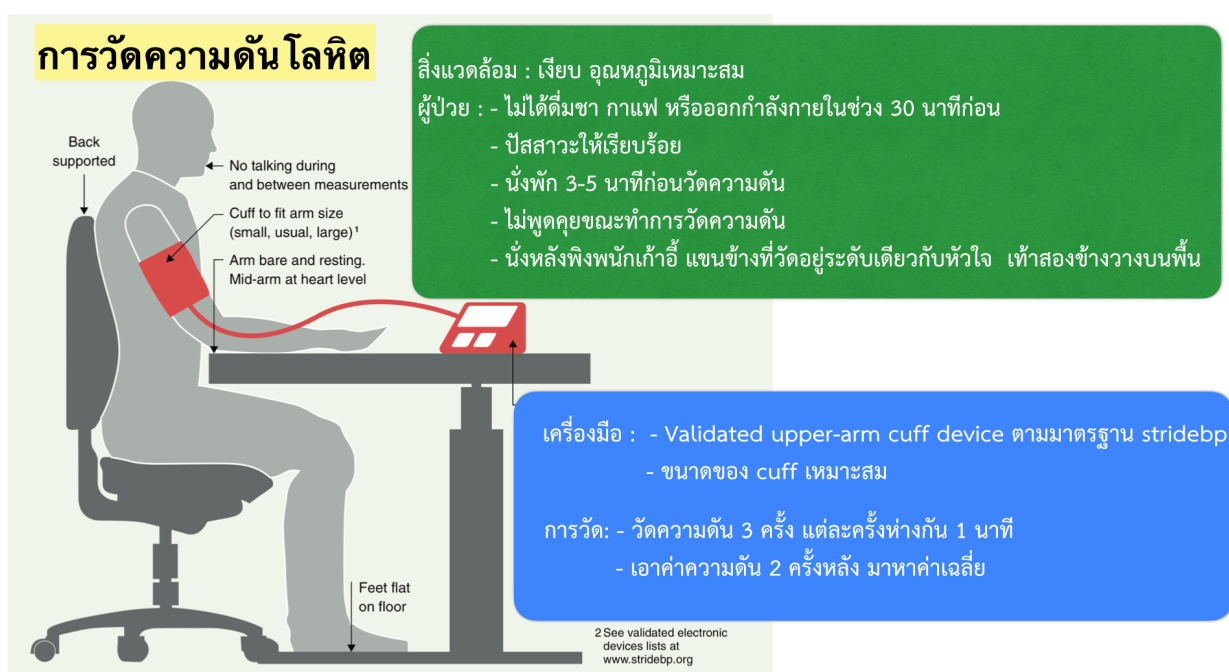 การวัดความดันโลหิต
สิ่งแวดล้อม : เงียบ อุณหภูมิเหมาะสม
ผู้ป่วย : - ไม่ได้ดื่มชา กาแฟ หรือออกกำลังกายในช่วง 30 นาทีก่อน
- ปัสสาวะให้เรียบร้อย
- นั่งพัก 3-5 นาทีก่อนวัดความดัน
- ไม่พูดคุยขณะทำการวัดความดัน
- นั่งหลังพิงพนักเก้าอี้ แขนข้างที่วัดอยู่ระดับเดียวกับหัวใจ เท้าสองข้างวางบนพื้น
Back
supported
No talking during
and between measurements
Cuff to fit arm size
(small, usual, large)¹
Arm bare and resting.
Mid-arm at heart level
เครื่องมือ : - Validated upper-arm cuff device ตามมาตรฐาน stridebp
- ขนาดของ cuff เหมาะสม
การวัด: - วัดความดัน 3 ครั้ง แต่ละครั้งห่างกัน 1 นาที
- เอาค่าความดัน 2 ครั้งหลัง มาหาค่าเฉลี่ย
Feet flat
on floor
2 See validated electronic
devices lists at
www.stridebp.org